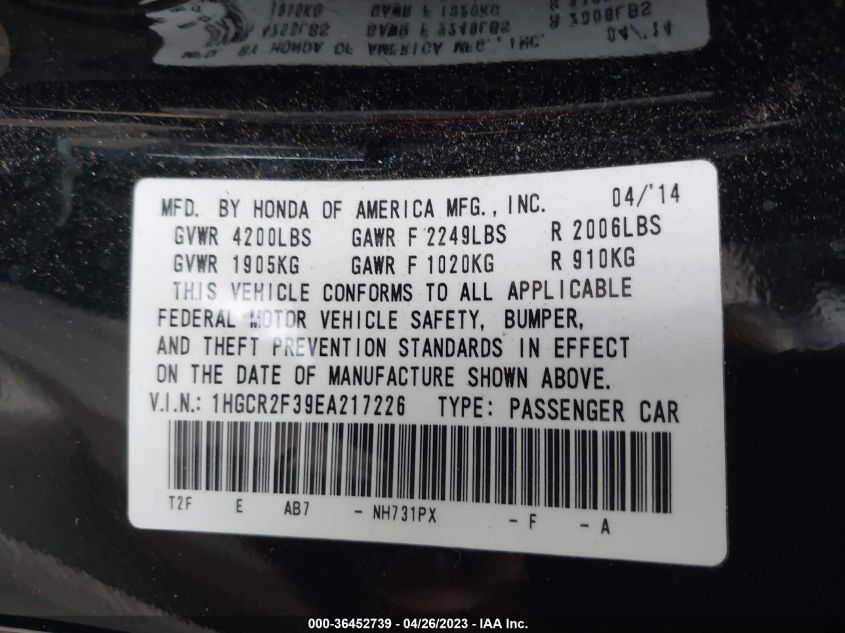 MFD. BY HONDA OF AMERICA MFG., INC. 04/'14
GVWR 4200LBS GAWR F 2249LBS R 2006LBS
GVWR 1905KG GAWR F 1020KG R 910KG
THIS VEHICLE CONFORMS TO ALL APPLICABLE
FEDERAL MOTOR VEHICLE SAFETY, BUMPER,
AND THEFT PREVENTION STANDARDS IN EFFECT
ON THE DATE OF MANUFACTURE SHOWN ABOVE.
V.I.N.: 1HGCR2F39EA217226 TYPE: PASSENGER CAR
T2F E AB7 - NH731PX - F - A
000-36452739 - 04/26/2023 - IAA Inc.